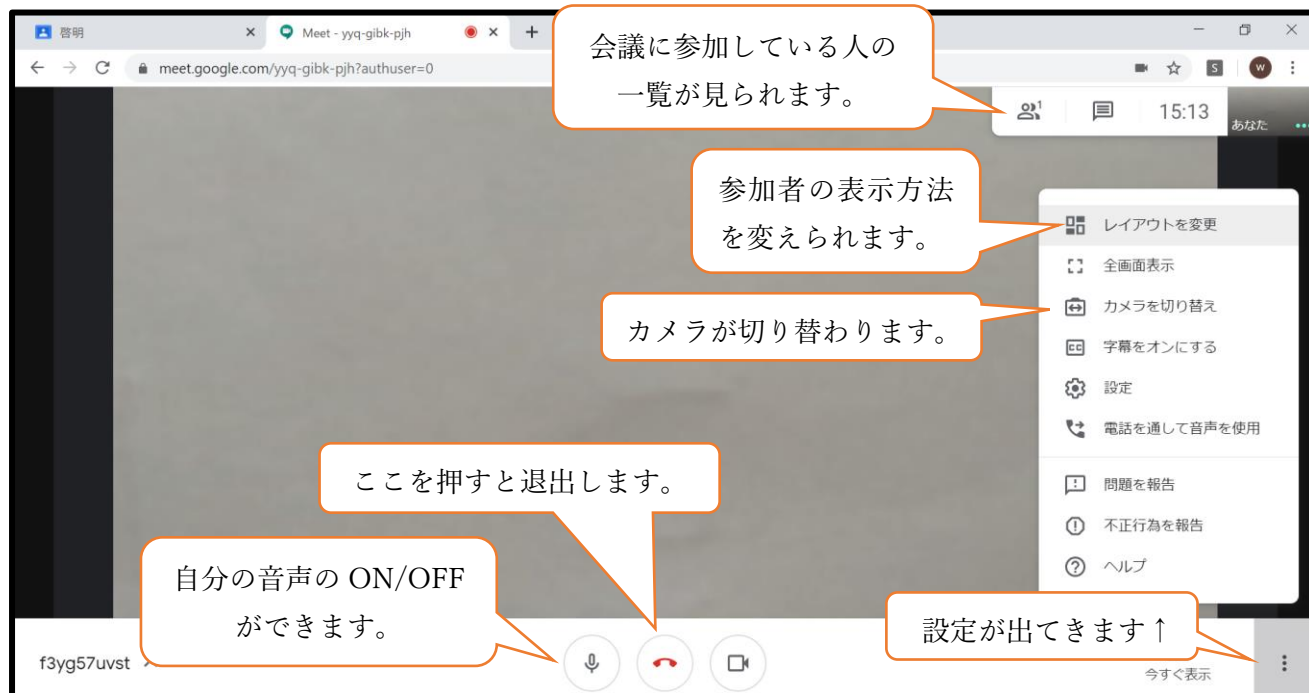 啓明
Meet - yyq-gibk-pjh
meet.google.com/yyq-gibk-pjh?authuser=0
S
W
会議に参加している人の
一覧が見られます。
1
15:13
あなた
参加者の表示方法
を変えられます。
レイアウトを変更
全画面表示
カメラが切り替わります。
カメラを切り替え
CC
字幕をオンにする
設定
電話を通して音声を使用
ここを押すと退出します。
問題を報告
不正行為を報告
ヘルプ
自分の音声の ON/OFF
ができます。
設定が出てきます↑
f3yg57uvst
今すぐ表示